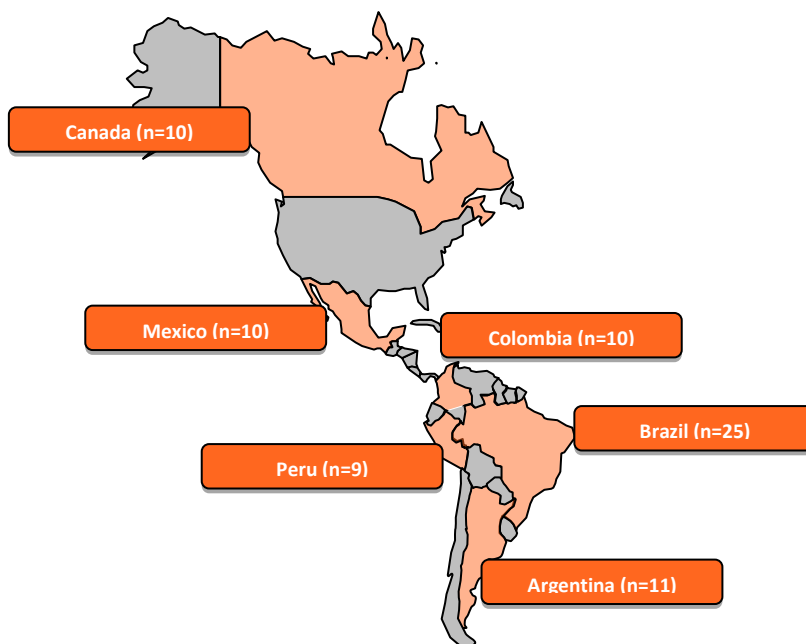 Canada (n=10)
Mexico (n=10)
Colombia (n=10)
Brazil (n=25)
Peru (n=9)
Argentina (n=11)